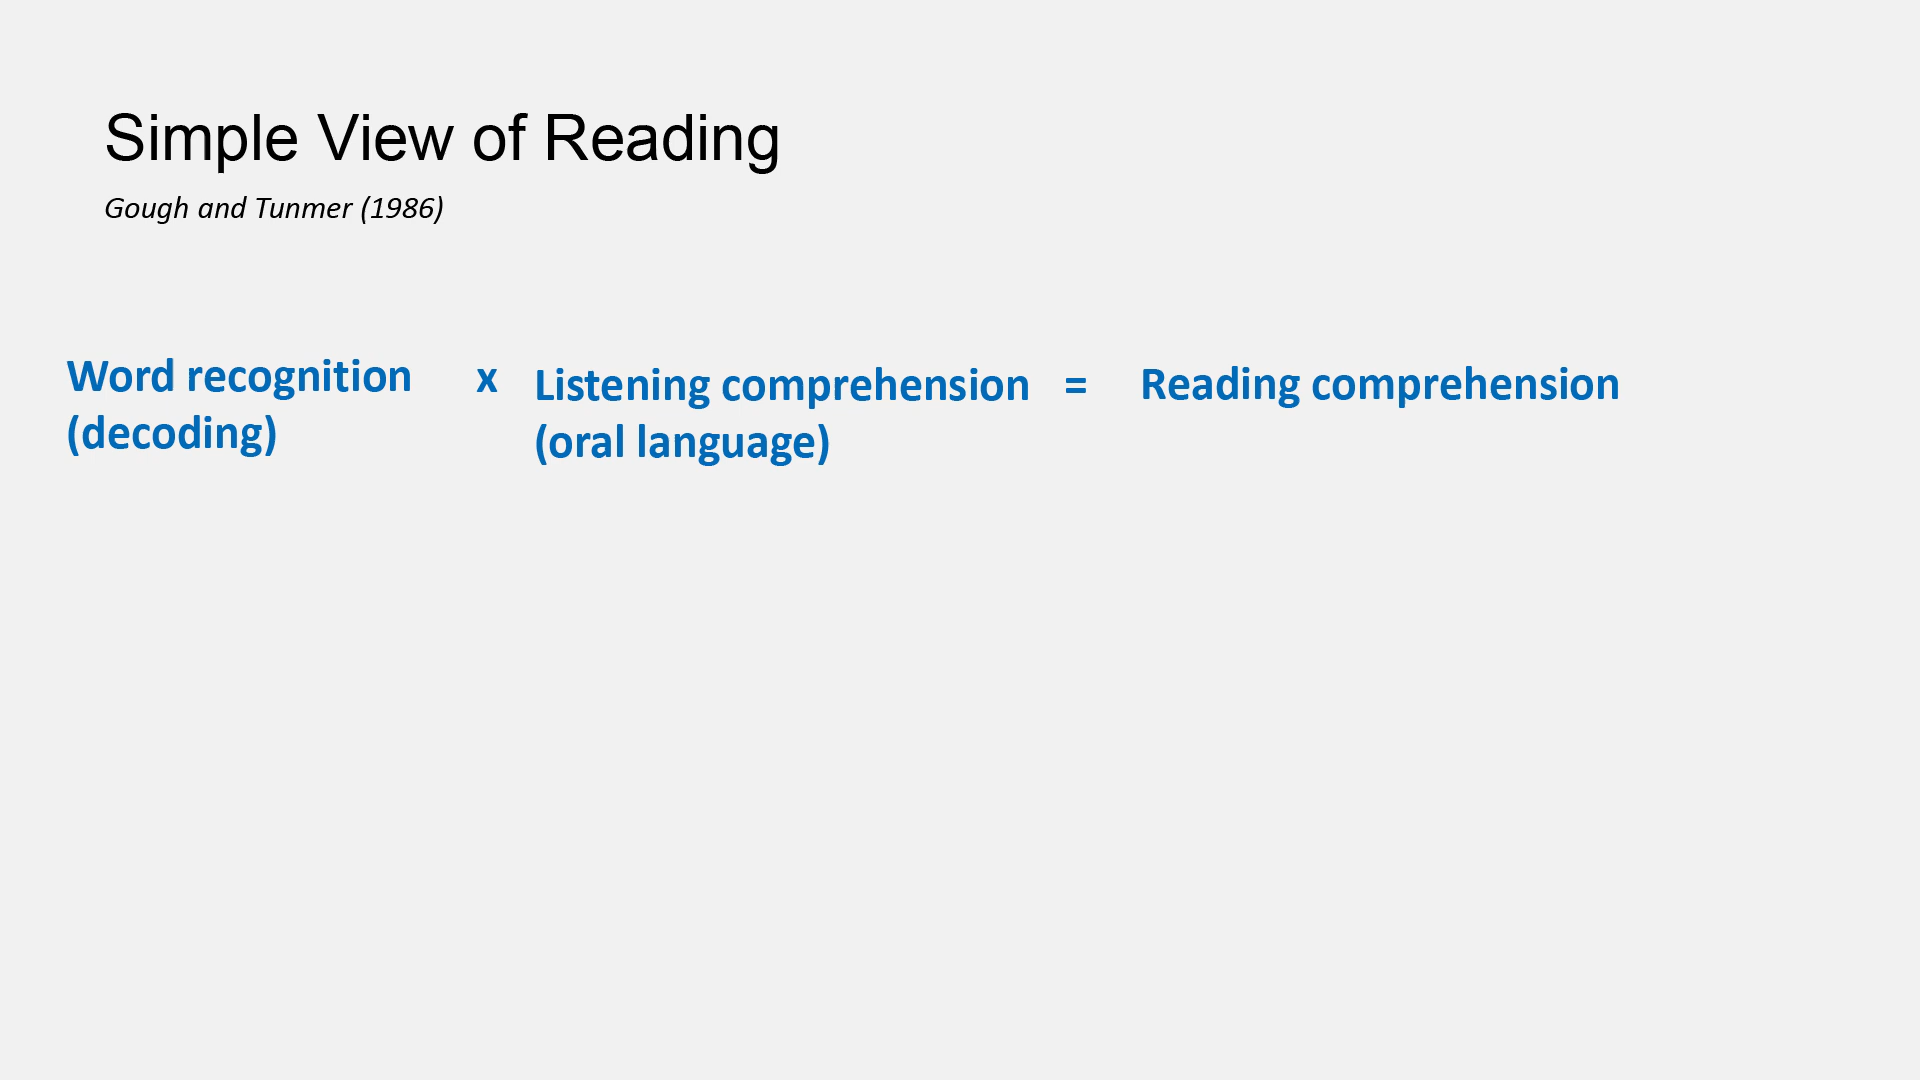 Simple View of Reading
Gough and Tunmer (1986)
Word recognition x Listening comprehension = Reading comprehension
(decoding) (oral language)